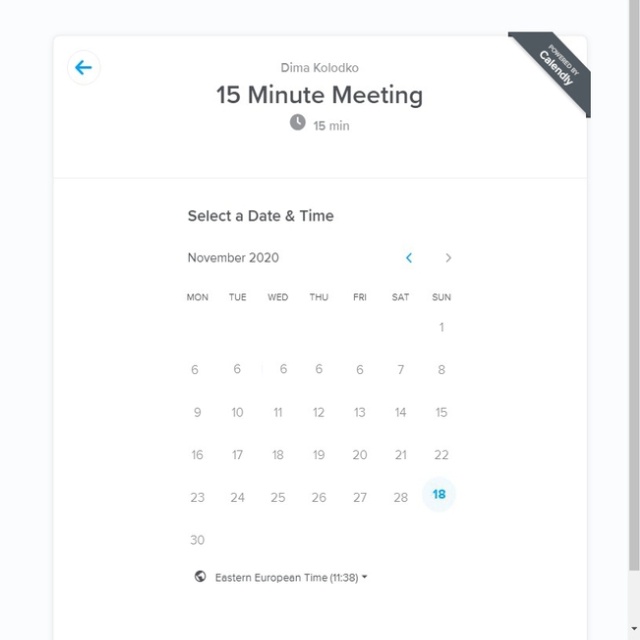 POWERED BY
Calendly
Dima Kolodko
15 Minute Meeting
15 min
Select a Date & Time
November 2020
MON TUE WED THU FRI SAT SUN
1
6 6 6 6 6 7 8
9 10 11 12 13 14 15
16 17 18 19 20 21 22
23 24 25 26 27 28 18
30
Eastern European Time (11:38)